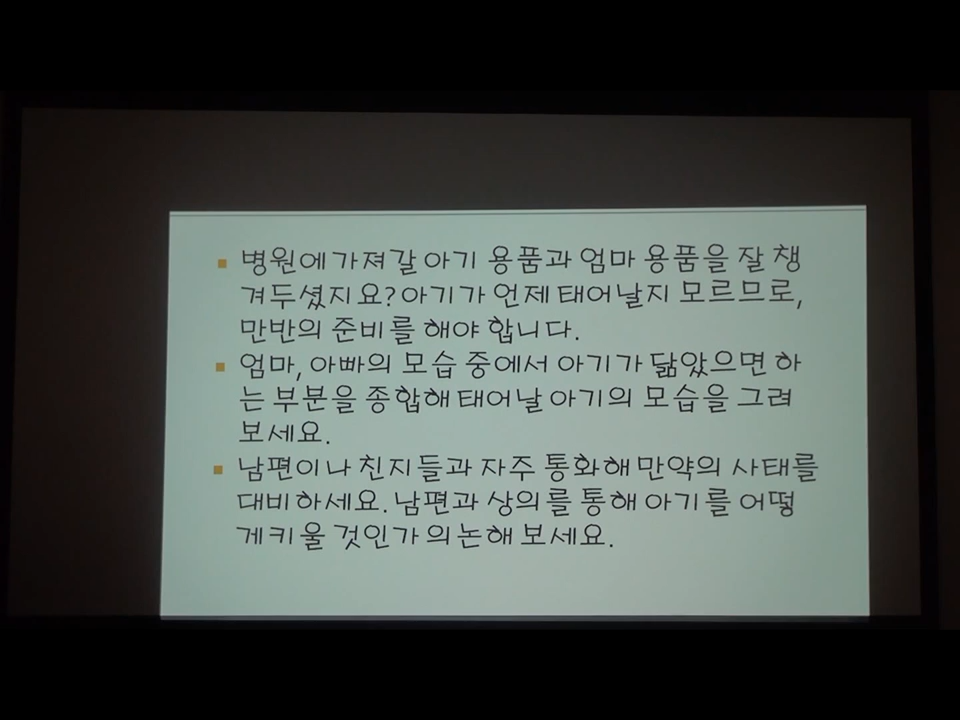 ▪ 병원에가져갈 아기 용품과 엄마 용품을 잘 챙
겨두셨지요? 아기가 언제 태어날지 모르므로,
만반의 준비를 해야 합니다.
▪ 엄마, 아빠의 모습 중에서 아기가 닮았으면 하
는 부분을 종합해 태어날 아기의 모습을 그려
보세요.
▪ 남편이나 친지들과 자주 통화해 만약의 사태를
대비하세요. 남편과 상의를 통해 아기를 어떻
게키울 것인가 의논해 보세요.